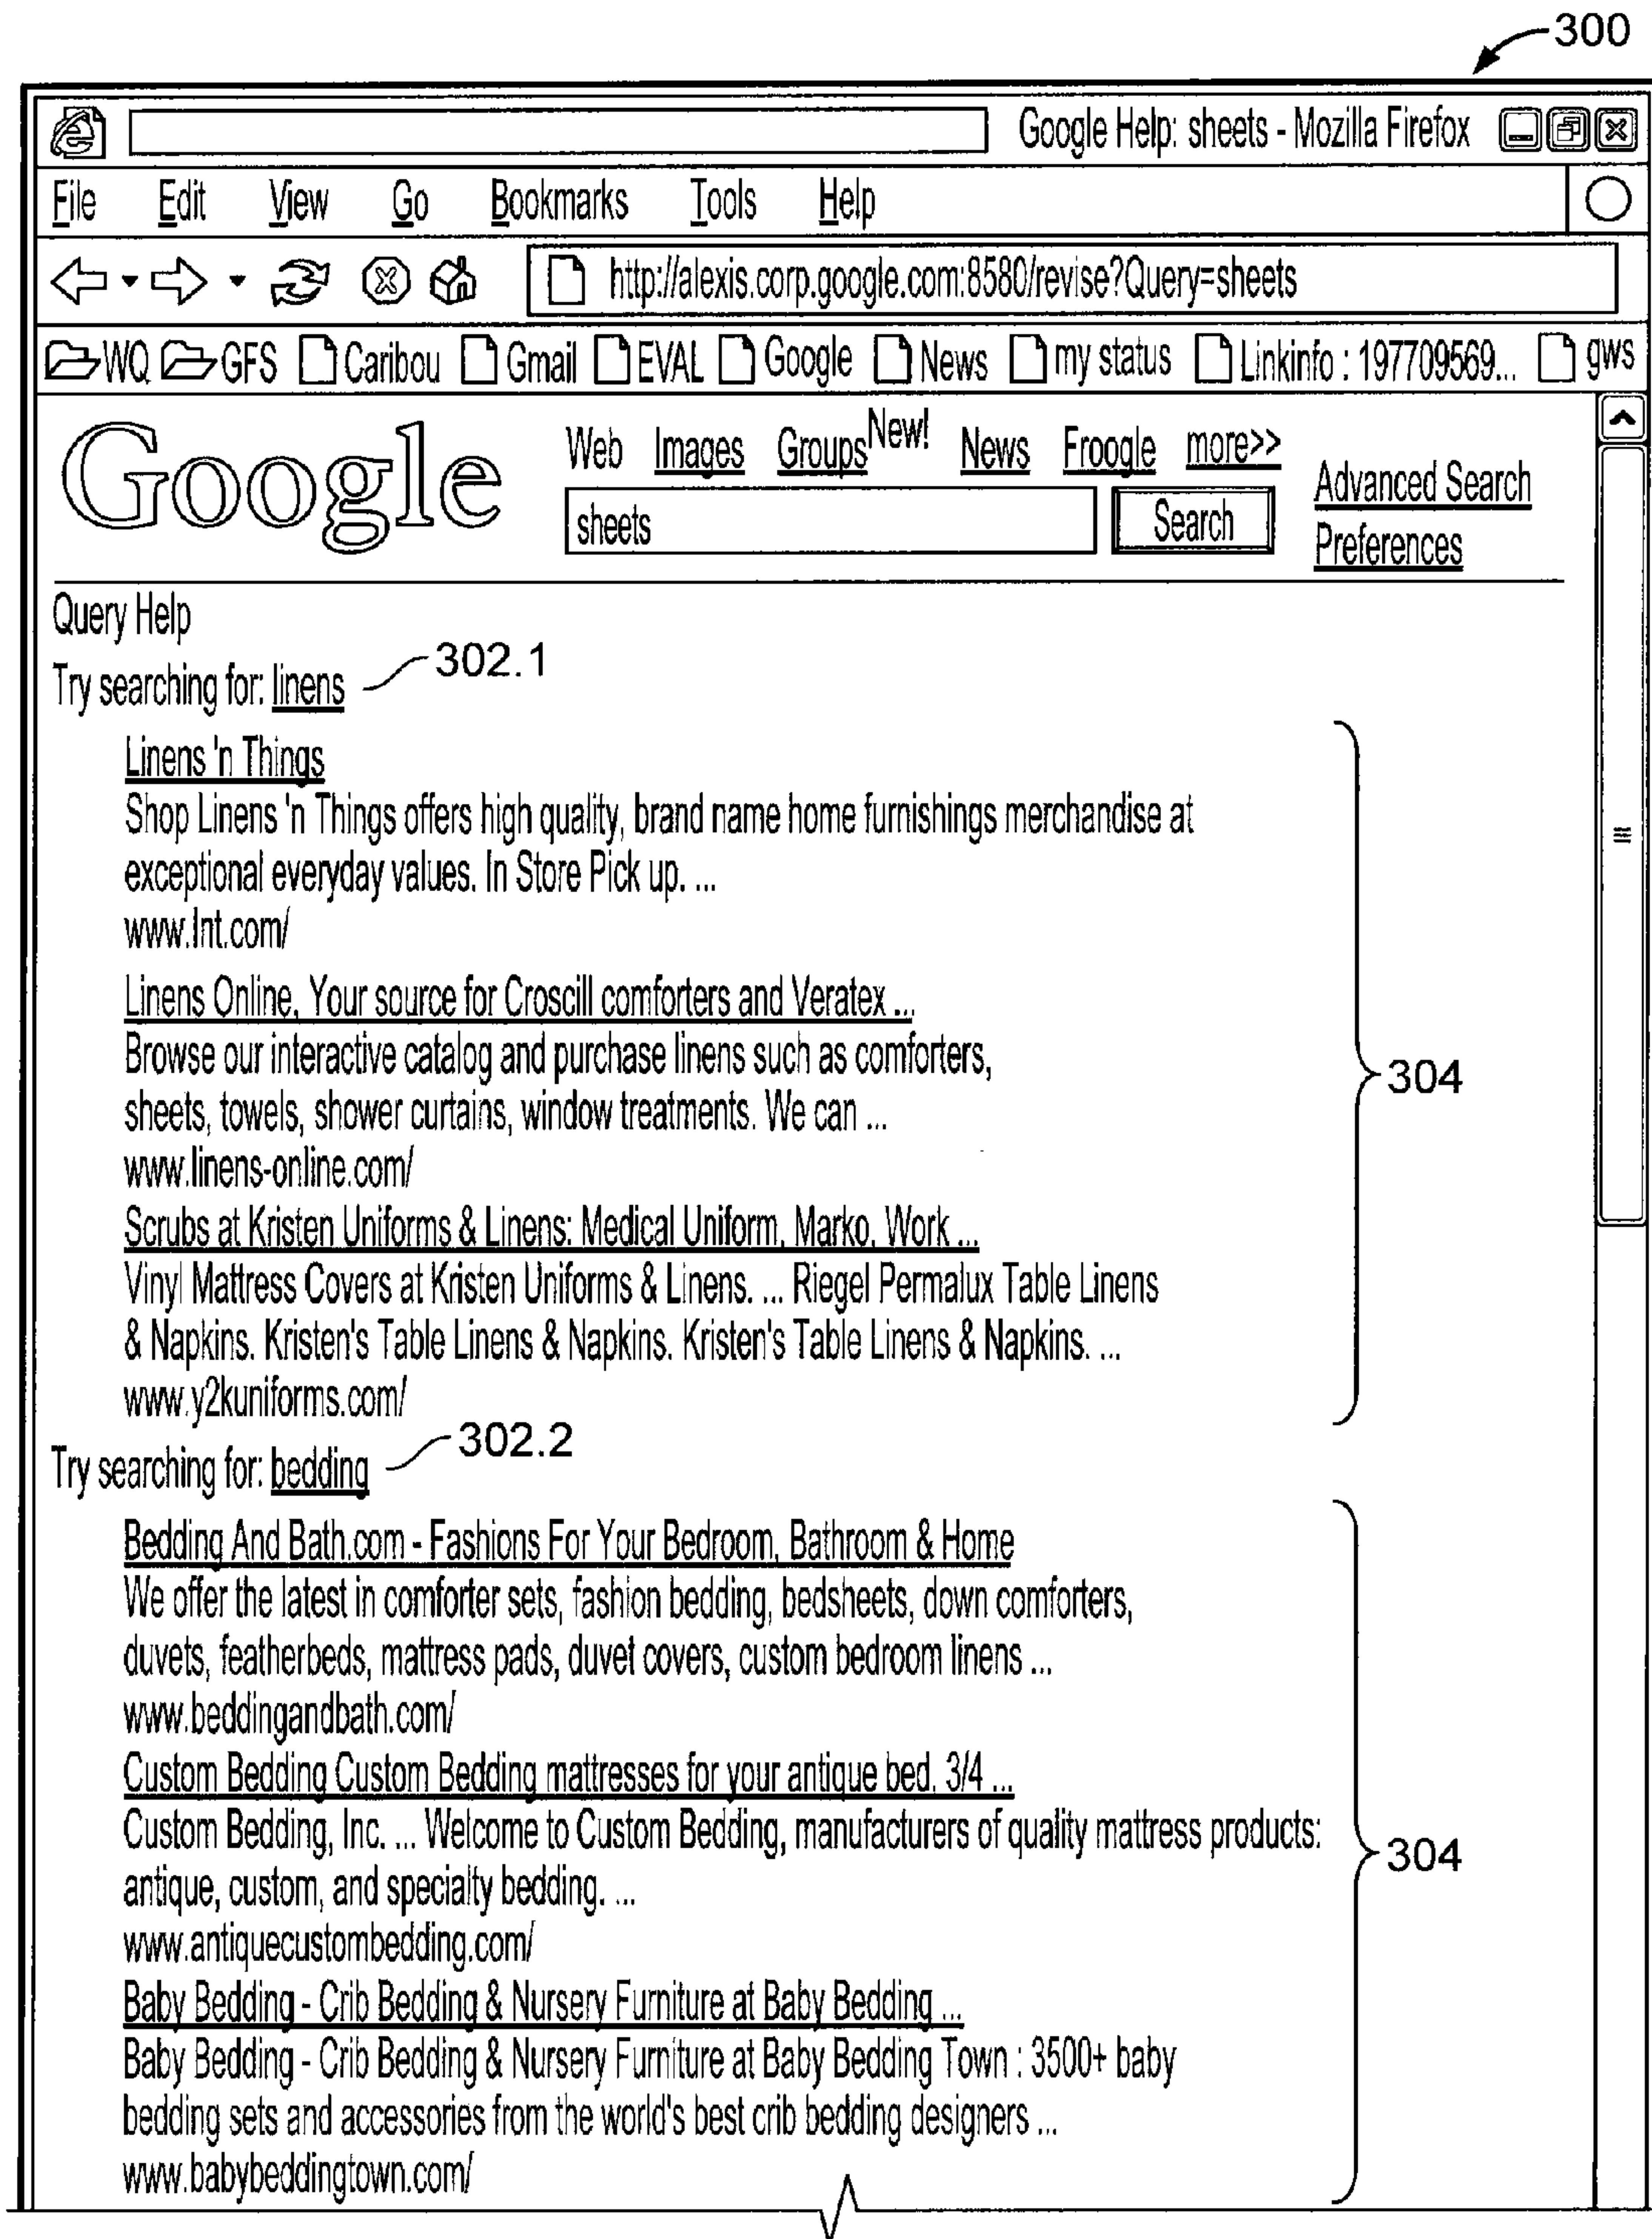 300
Google Help: sheets - Mozilla Firefox
File Edit View Go Bookmarks Tools Help
http://alexis.corp.google.com:8580/revise?Query=sheets
WQ GFS Caribou Gmail EVAL Google News my status Linkinfo : 197709569... gws
Google
Web Images Groups New! News Froogle more>>
sheets Search
Advanced Search
Preferences
Query Help
Try searching for: linens 302.1
Linens 'n Things
Shop Linens 'n Things offers high quality, brand name home furnishings merchandise at
exceptional everyday values. In Store Pick up. ...
www.lnt.com/
Linens Online, Your source for Croscill comforters and Veratex ...
Browse our interactive catalog and purchase linens such as comforters,
sheets, towels, shower curtains, window treatments. We can ...
www.linens-online.com/
Scrubs at Kristen Uniforms & Linens: Medical Uniform, Marko, Work ...
Vinyl Mattress Covers at Kristen Uniforms & Linens. ... Riegel Permalux Table Linens
& Napkins. Kristen's Table Linens & Napkins. Kristen's Table Linens & Napkins. ...
www.y2kuniforms.com/
304
Try searching for: bedding 302.2
Bedding And Bath.com - Fashions For Your Bedroom, Bathroom & Home
We offer the latest in comforter sets, fashion bedding, bedsheets, down comforters,
duvets, featherbeds, mattress pads, duvet covers, custom bedroom linens ...
www.beddingandbath.com/
Custom Bedding Custom Bedding mattresses for your antique bed. 3/4 ...
Custom Bedding, Inc. ... Welcome to Custom Bedding, manufacturers of quality mattress products:
antique, custom, and specialty bedding. ...
www.antiquecustombedding.com/
Baby Bedding - Crib Bedding & Nursery Furniture at Baby Bedding ...
Baby Bedding - Crib Bedding & Nursery Furniture at Baby Bedding Town : 3500+ baby
bedding sets and accessories from the world's best crib bedding designers ...
www.babybeddingtown.com/
304